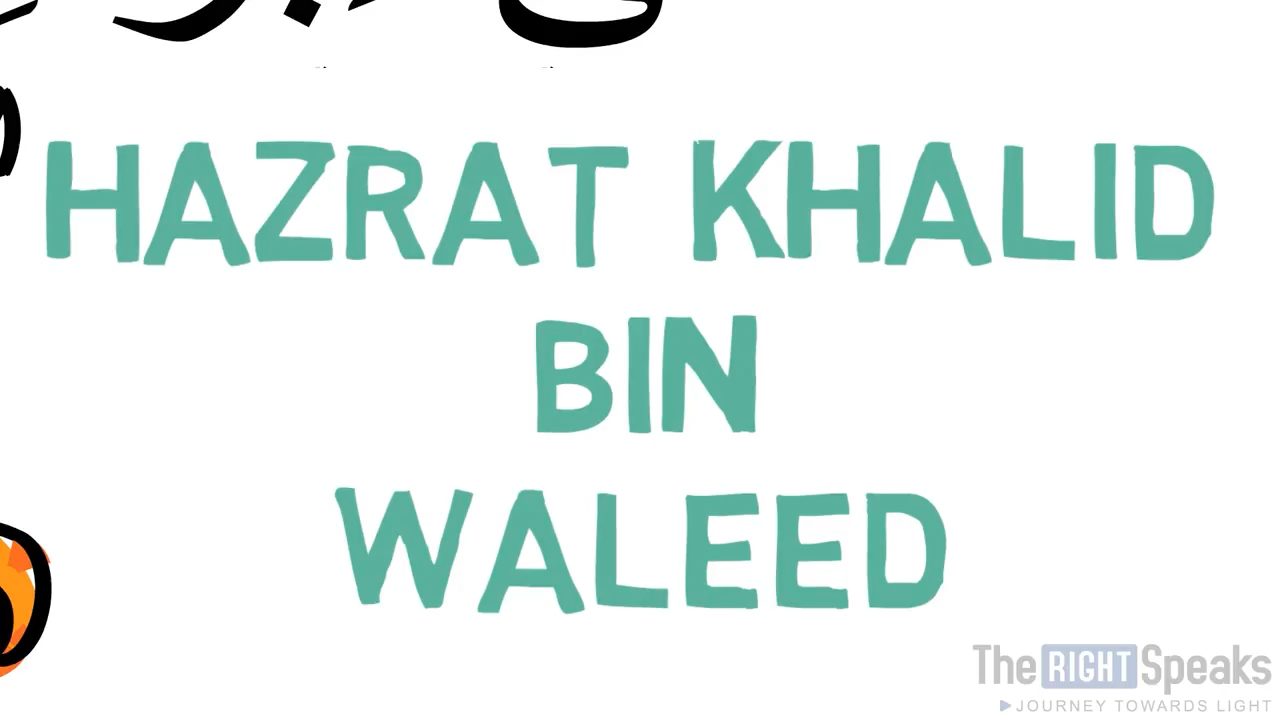 HAZRAT KHALID
BIN
WALEED
The RIGHT Speaks
JOURNEY TOWARDS LIGHT